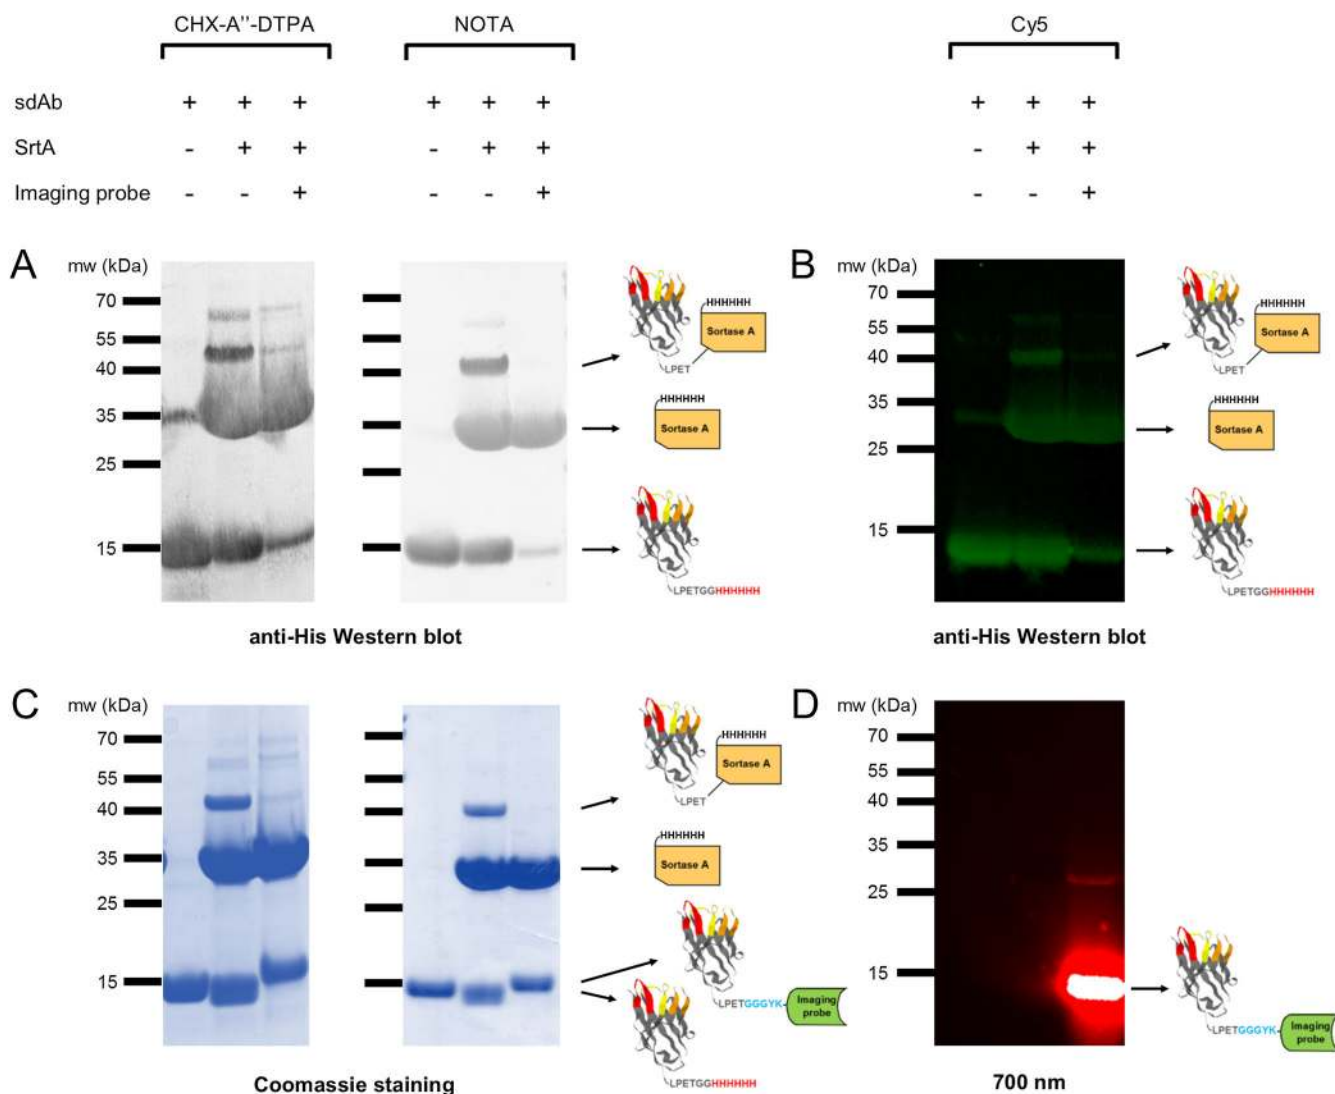 CHX-A''-DTPA NOTA Cy5
sdAb + + + + + + + + +
SrtA - + + - + + - + +
Imaging probe - - + - - + - - +
A mw (kDa)
70
55
40
35
25
15
HHHHHH
Sortase A
LPET
HHHHHH
Sortase A
LPETGGHHHHHH
anti-His Western blot
B mw (kDa)
70
55
40
35
25
15
HHHHHH
Sortase A
LPET
HHHHHH
Sortase A
LPETGGHHHHHH
anti-His Western blot
C mw (kDa)
70
55
40
35
25
15
HHHHHH
Sortase A
LPET
HHHHHH
Sortase A
LPETGGGYK
Imaging
probe
LPETGGHHHHHH
Coomassie staining
D mw (kDa)
70
55
40
35
25
15
LPETGGGYK
Imaging
probe
700 nm